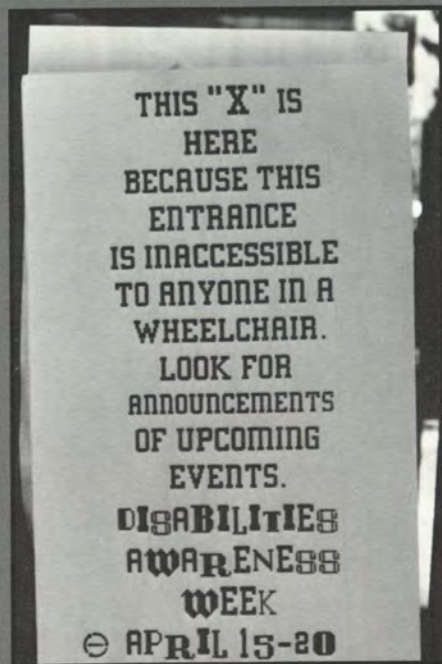 THIS "X" IS
HERE
BECAUSE THIS
ENTRANCE
IS INACCESSIBLE
TO ANYONE IN A
WHEELCHAIR.
LOOK FOR
ANNOUNCEMENTS
OF UPCOMING
EVENTS.
DISABILITIES
AWARENESS
WEEK
⊖ APRIL 15-20